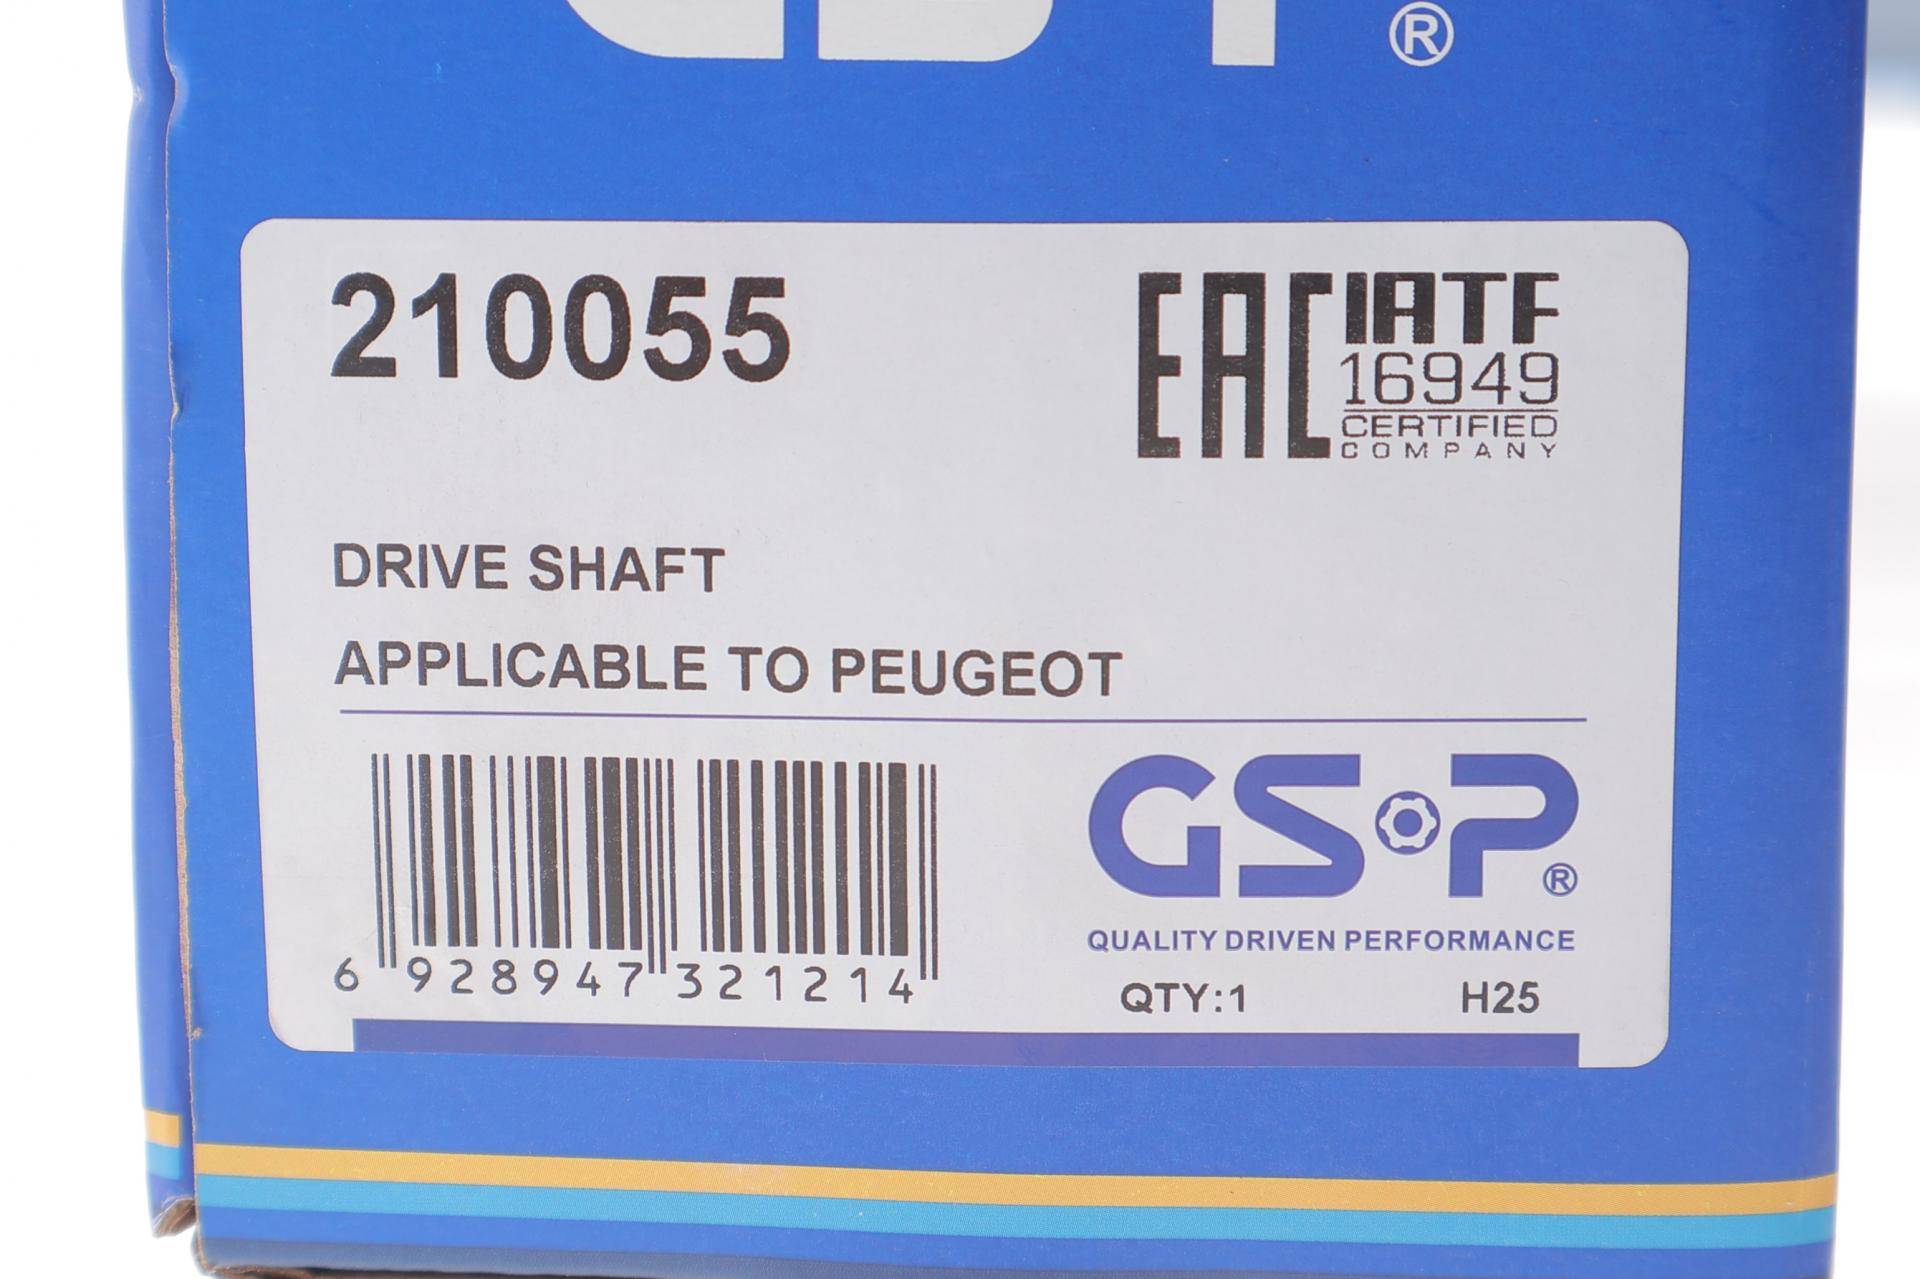 ®
210055
EAC
IATF
16949
CERTIFIED
COMPANY
DRIVE SHAFT
APPLICABLE TO PEUGEOT
6 928947 321214
GSP®
QUALITY DRIVEN PERFORMANCE
QTY:1 H25